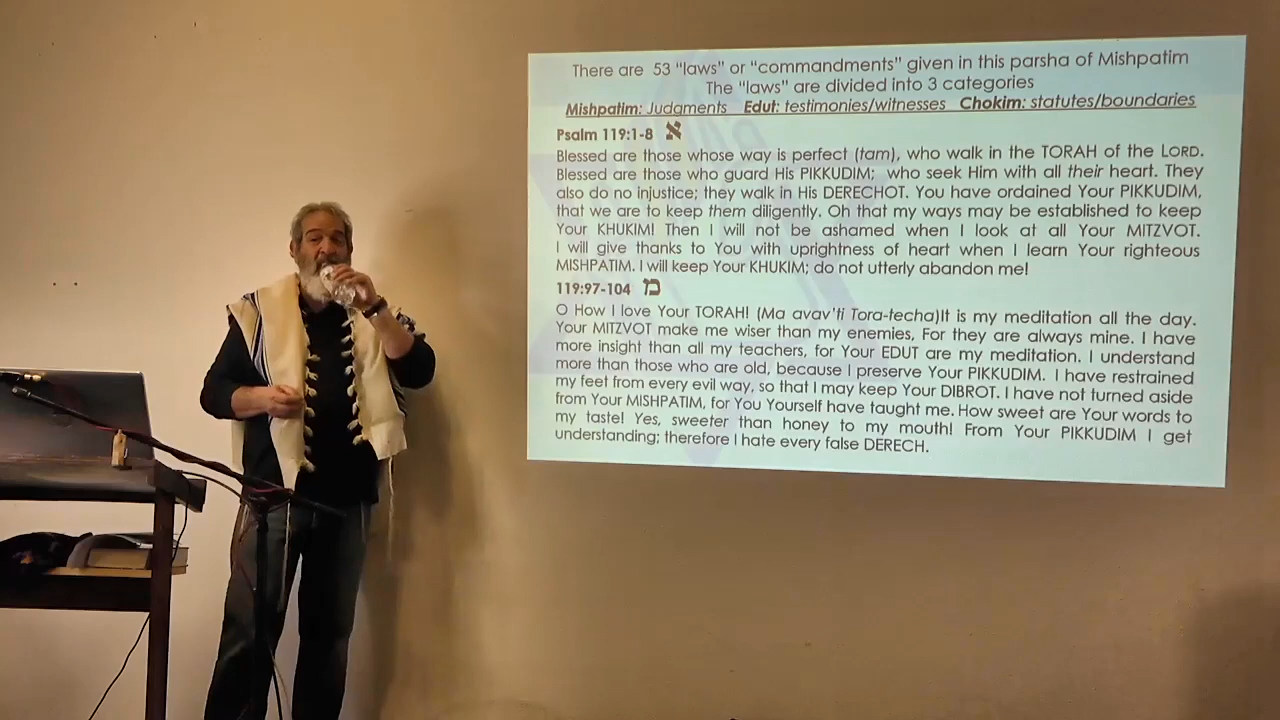 There are 53 “laws” or “commandments” given in this parsha of Mishpatim
The “laws” are divided into 3 categories
Mishpatim: Judgments Edut: testimonies/witnesses Chokim: statutes/boundaries
Psalm 119:1-8 א
Blessed are those whose way is perfect (tam), who walk in the TORAH of the LORD.
Blessed are those who guard His PIKKUDIM; who seek Him with all their heart. They
also do no injustice; they walk in His DERECHOT. You have ordained Your PIKKUDIM,
that we are to keep them diligently. Oh that my ways may be established to keep
Your KHUKIM! Then I will not be ashamed when I look at all Your MITZVOT.
I will give thanks to You with uprightness of heart when I learn Your righteous
MISHPATIM. I will keep Your KHUKIM; do not utterly abandon me!
119:97-104 מ
O How I love Your TORAH! (Ma avav’ti Tora-techa)It is my meditation all the day.
Your MITZVOT make me wiser than my enemies, For they are always mine. I have
more insight than all my teachers, for Your EDUT are my meditation. I understand
more than those who are old, because I preserve Your PIKKUDIM. I have restrained
my feet from every evil way, so that I may keep Your DIBROT. I have not turned aside
from Your MISHPATIM, for You Yourself have taught me. How sweet are Your words to
my taste! Yes, sweeter than honey to my mouth! From Your PIKKUDIM I get
understanding; therefore I hate every false DERECH.